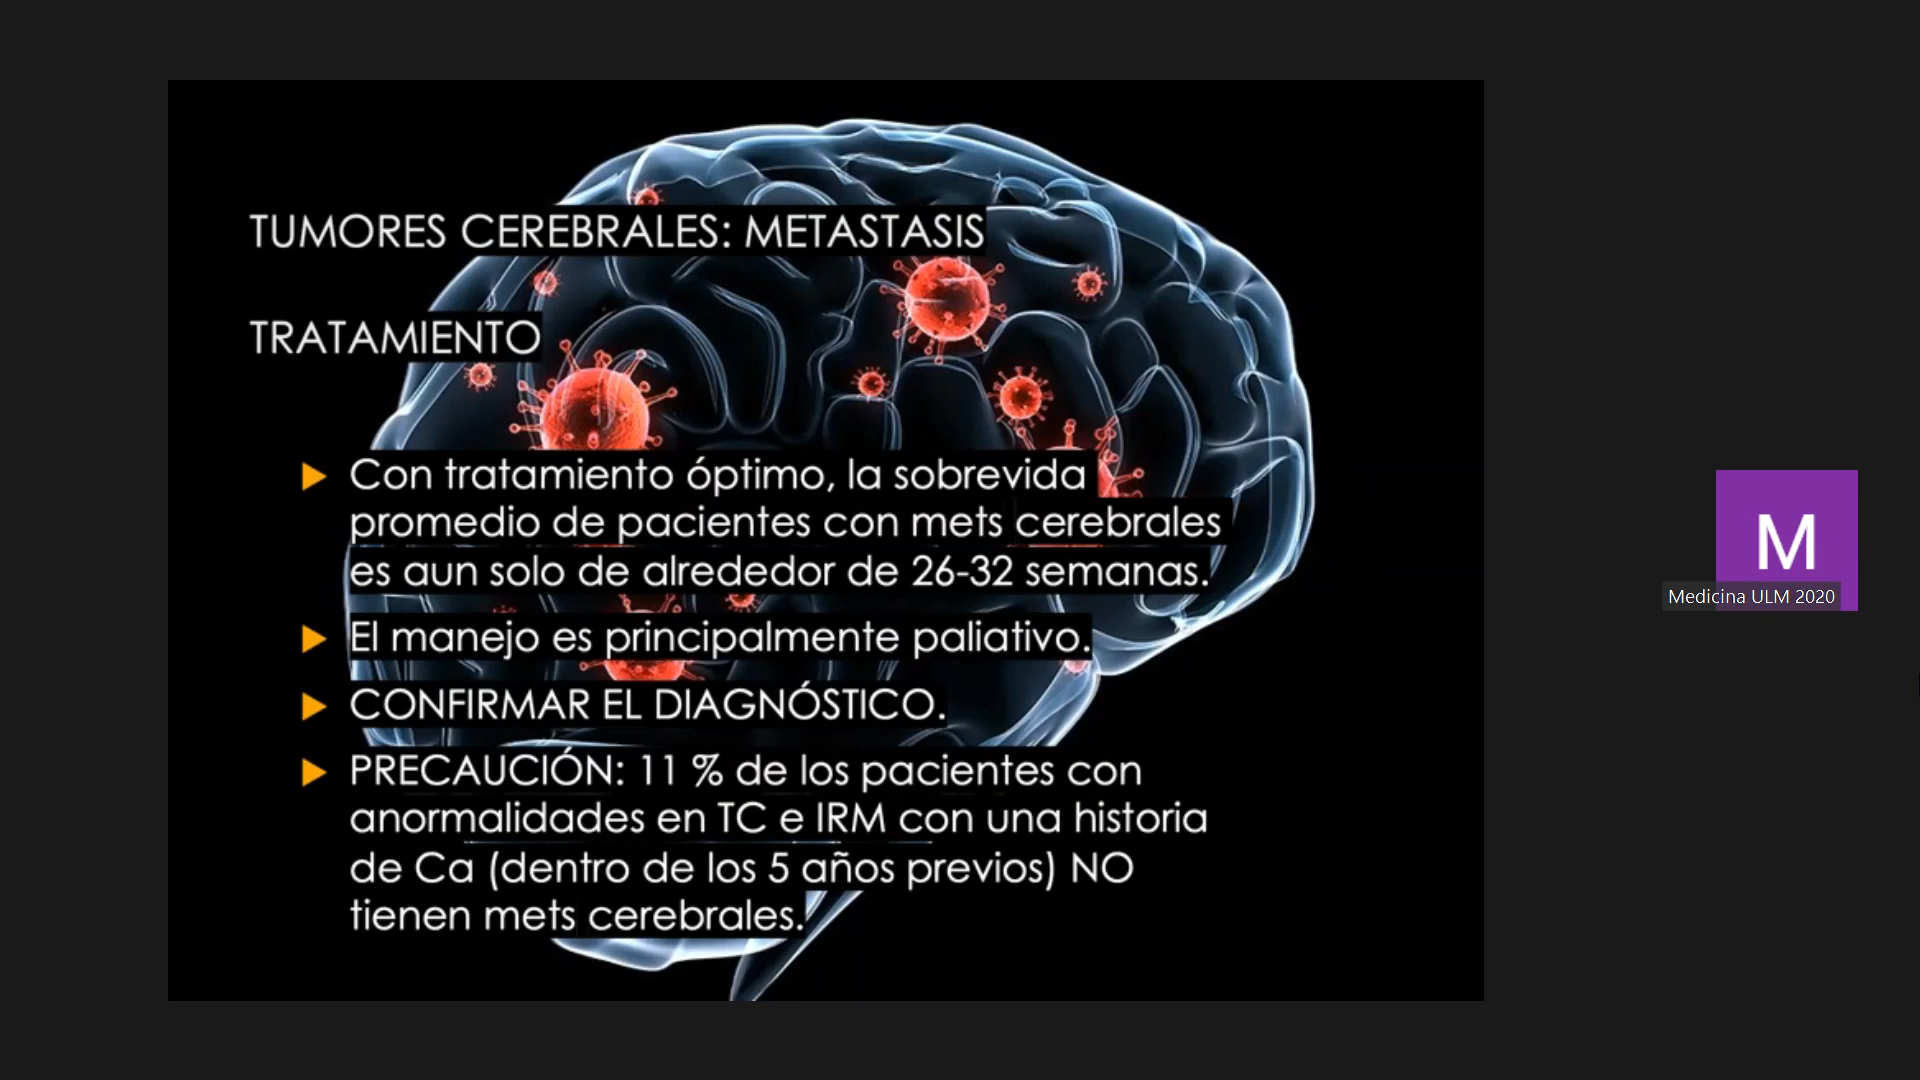 TUMORES CEREBRALES: METASTASIS
TRATAMIENTO
Con tratamiento óptimo, la sobrevida
promedio de pacientes con mets cerebrales
es aun solo de alrededor de 26-32 semanas.
El manejo es principalmente paliativo.
CONFIRMAR EL DIAGNÓSTICO.
PRECAUCIÓN: 11 % de los pacientes con
anormalidades en TC e IRM con una historia
de Ca (dentro de los 5 años previos) NO
tienen mets cerebrales.
M
Medicina ULM 2020